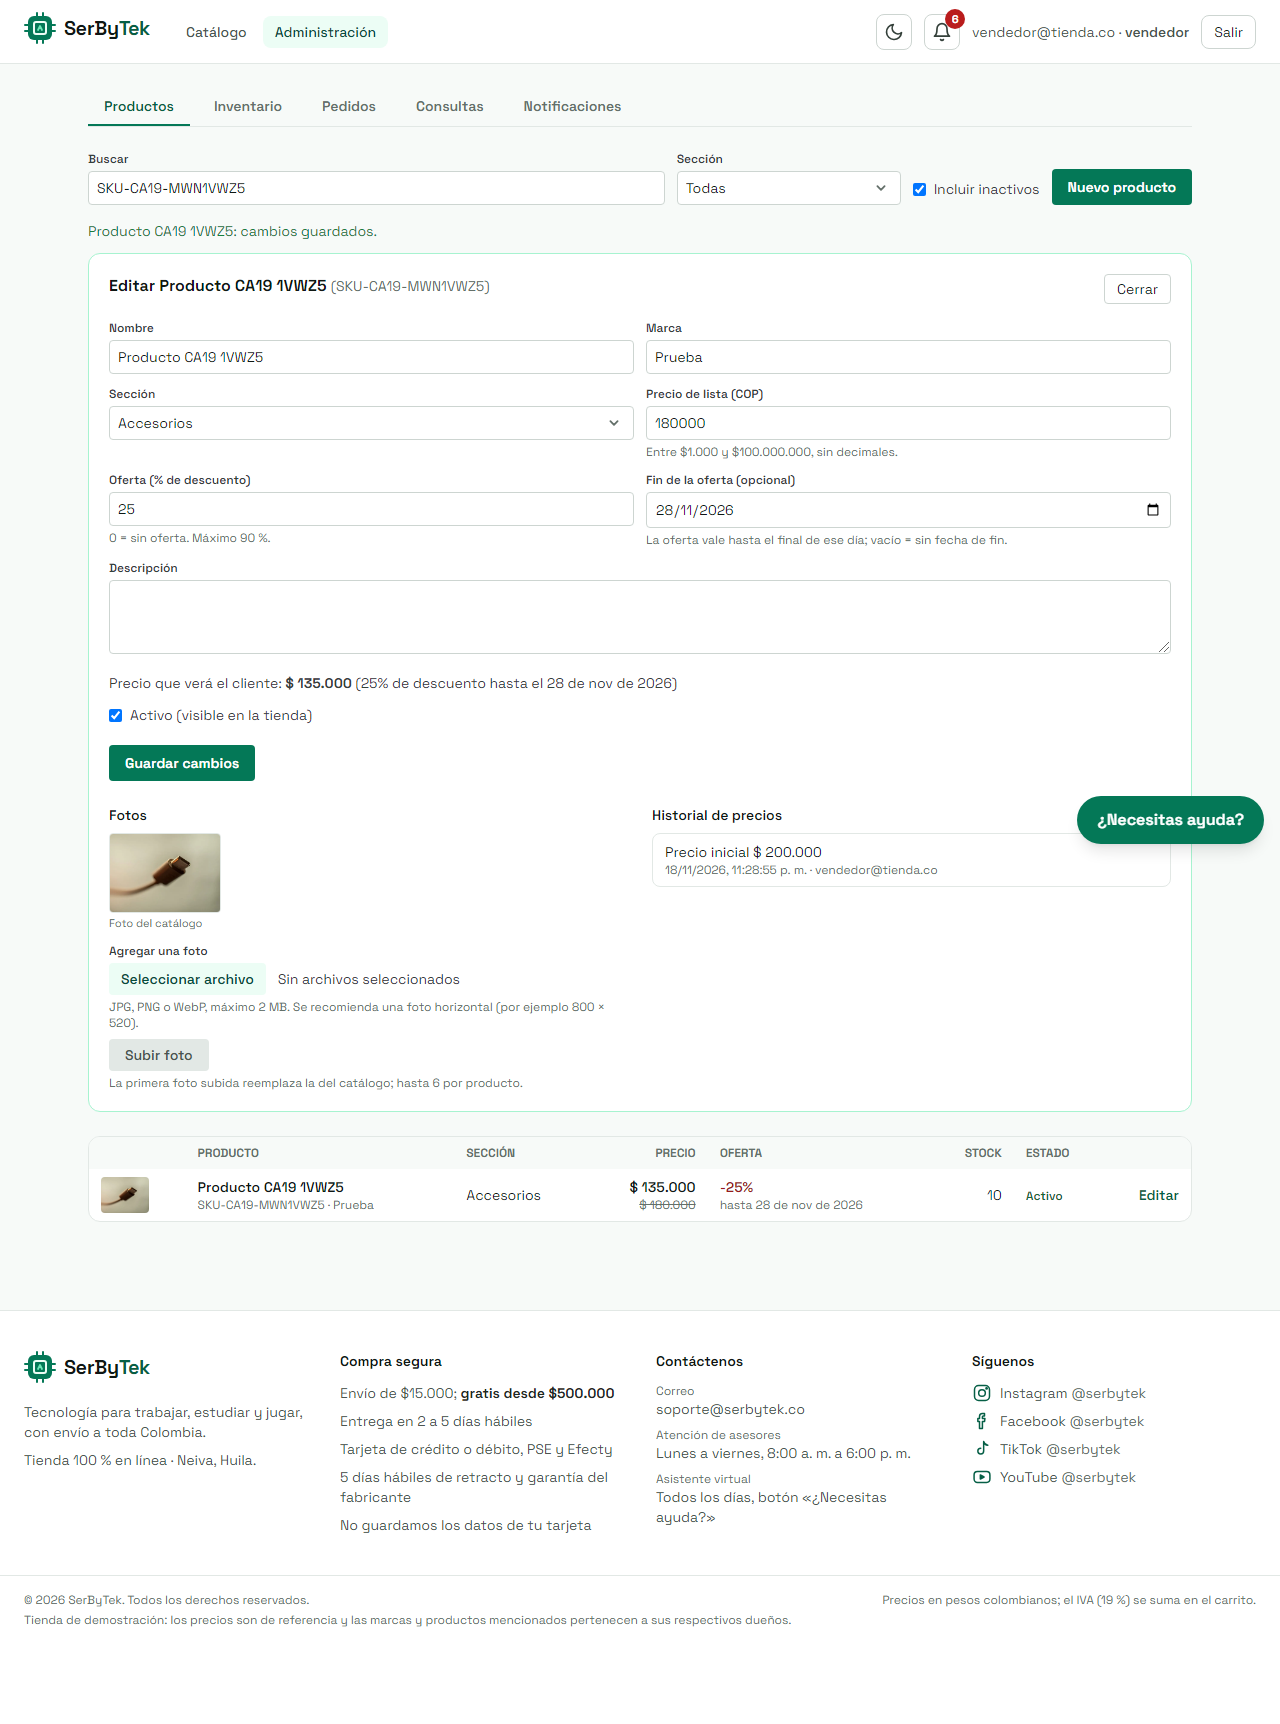 SerByTek
Catálogo
Administración
6
vendedor@tienda.co · vendedor
Salir
Productos
Inventario
Pedidos
Consultas
Notificaciones
Buscar
Sección
SKU-CA19-MWN1VWZ5
Todas
Incluir inactivos
Nuevo producto
Producto CA19 1VWZ5: cambios guardados.
Editar Producto CA19 1VWZ5 (SKU-CA19-MWN1VWZ5)
Cerrar
Nombre
Marca
Producto CA19 1VWZ5
Prueba
Sección
Precio de lista (COP)
Accesorios
180000
Entre $1.000 y $100.000.000, sin decimales.
Oferta (% de descuento)
Fin de la oferta (opcional)
25
28/11/2026
0 = sin oferta. Máximo 90 %.
La oferta vale hasta el final de ese día; vacío = sin fecha de fin.
Descripción
Precio que verá el cliente: $ 135.000 (25% de descuento hasta el 28 de nov de 2026)
Activo (visible en la tienda)
Guardar cambios
¿Necesitas ayuda?
Fotos
Historial de precios
Precio inicial $ 200.000
18/11/2026, 11:28:55 p. m. · vendedor@tienda.co
Foto del catálogo
Agregar una foto
Seleccionar archivo
Sin archivos seleccionados
JPG, PNG o WebP, máximo 2 MB. Se recomienda una foto horizontal (por ejemplo 800 ×
520).
Subir foto
La primera foto subida reemplaza la del catálogo; hasta 6 por producto.
PRODUCTO
SECCIÓN
PRECIO
OFERTA
STOCK
ESTADO
Producto CA19 1VWZ5
SKU-CA19-MWN1VWZ5 · Prueba
Accesorios
$ 135.000
$ 180.000
-25%
hasta 28 de nov de 2026
10
Activo
Editar
SerByTek
Tecnología para trabajar, estudiar y jugar,
con envío a toda Colombia.
Tienda 100 % en línea · Neiva, Huila.
Compra segura
Envío de $15.000; gratis desde $500.000
Entrega en 2 a 5 días hábiles
Tarjeta de crédito o débito, PSE y Efecty
5 días hábiles de retracto y garantía del
fabricante
No guardamos los datos de tu tarjeta
Contáctenos
Correo
soporte@serbytek.co
Atención de asesores
Lunes a viernes, 8:00 a. m. a 6:00 p. m.
Asistente virtual
Todos los días, botón «¿Necesitas
ayuda?»
Síguenos
Instagram @serbytek
Facebook @serbytek
TikTok @serbytek
YouTube @serbytek
© 2026 SerByTek. Todos los derechos reservados.
Precios en pesos colombianos; el IVA (19 %) se suma en el carrito.
Tienda de demostración: los precios son de referencia y las marcas y productos mencionados pertenecen a sus respectivos dueños.